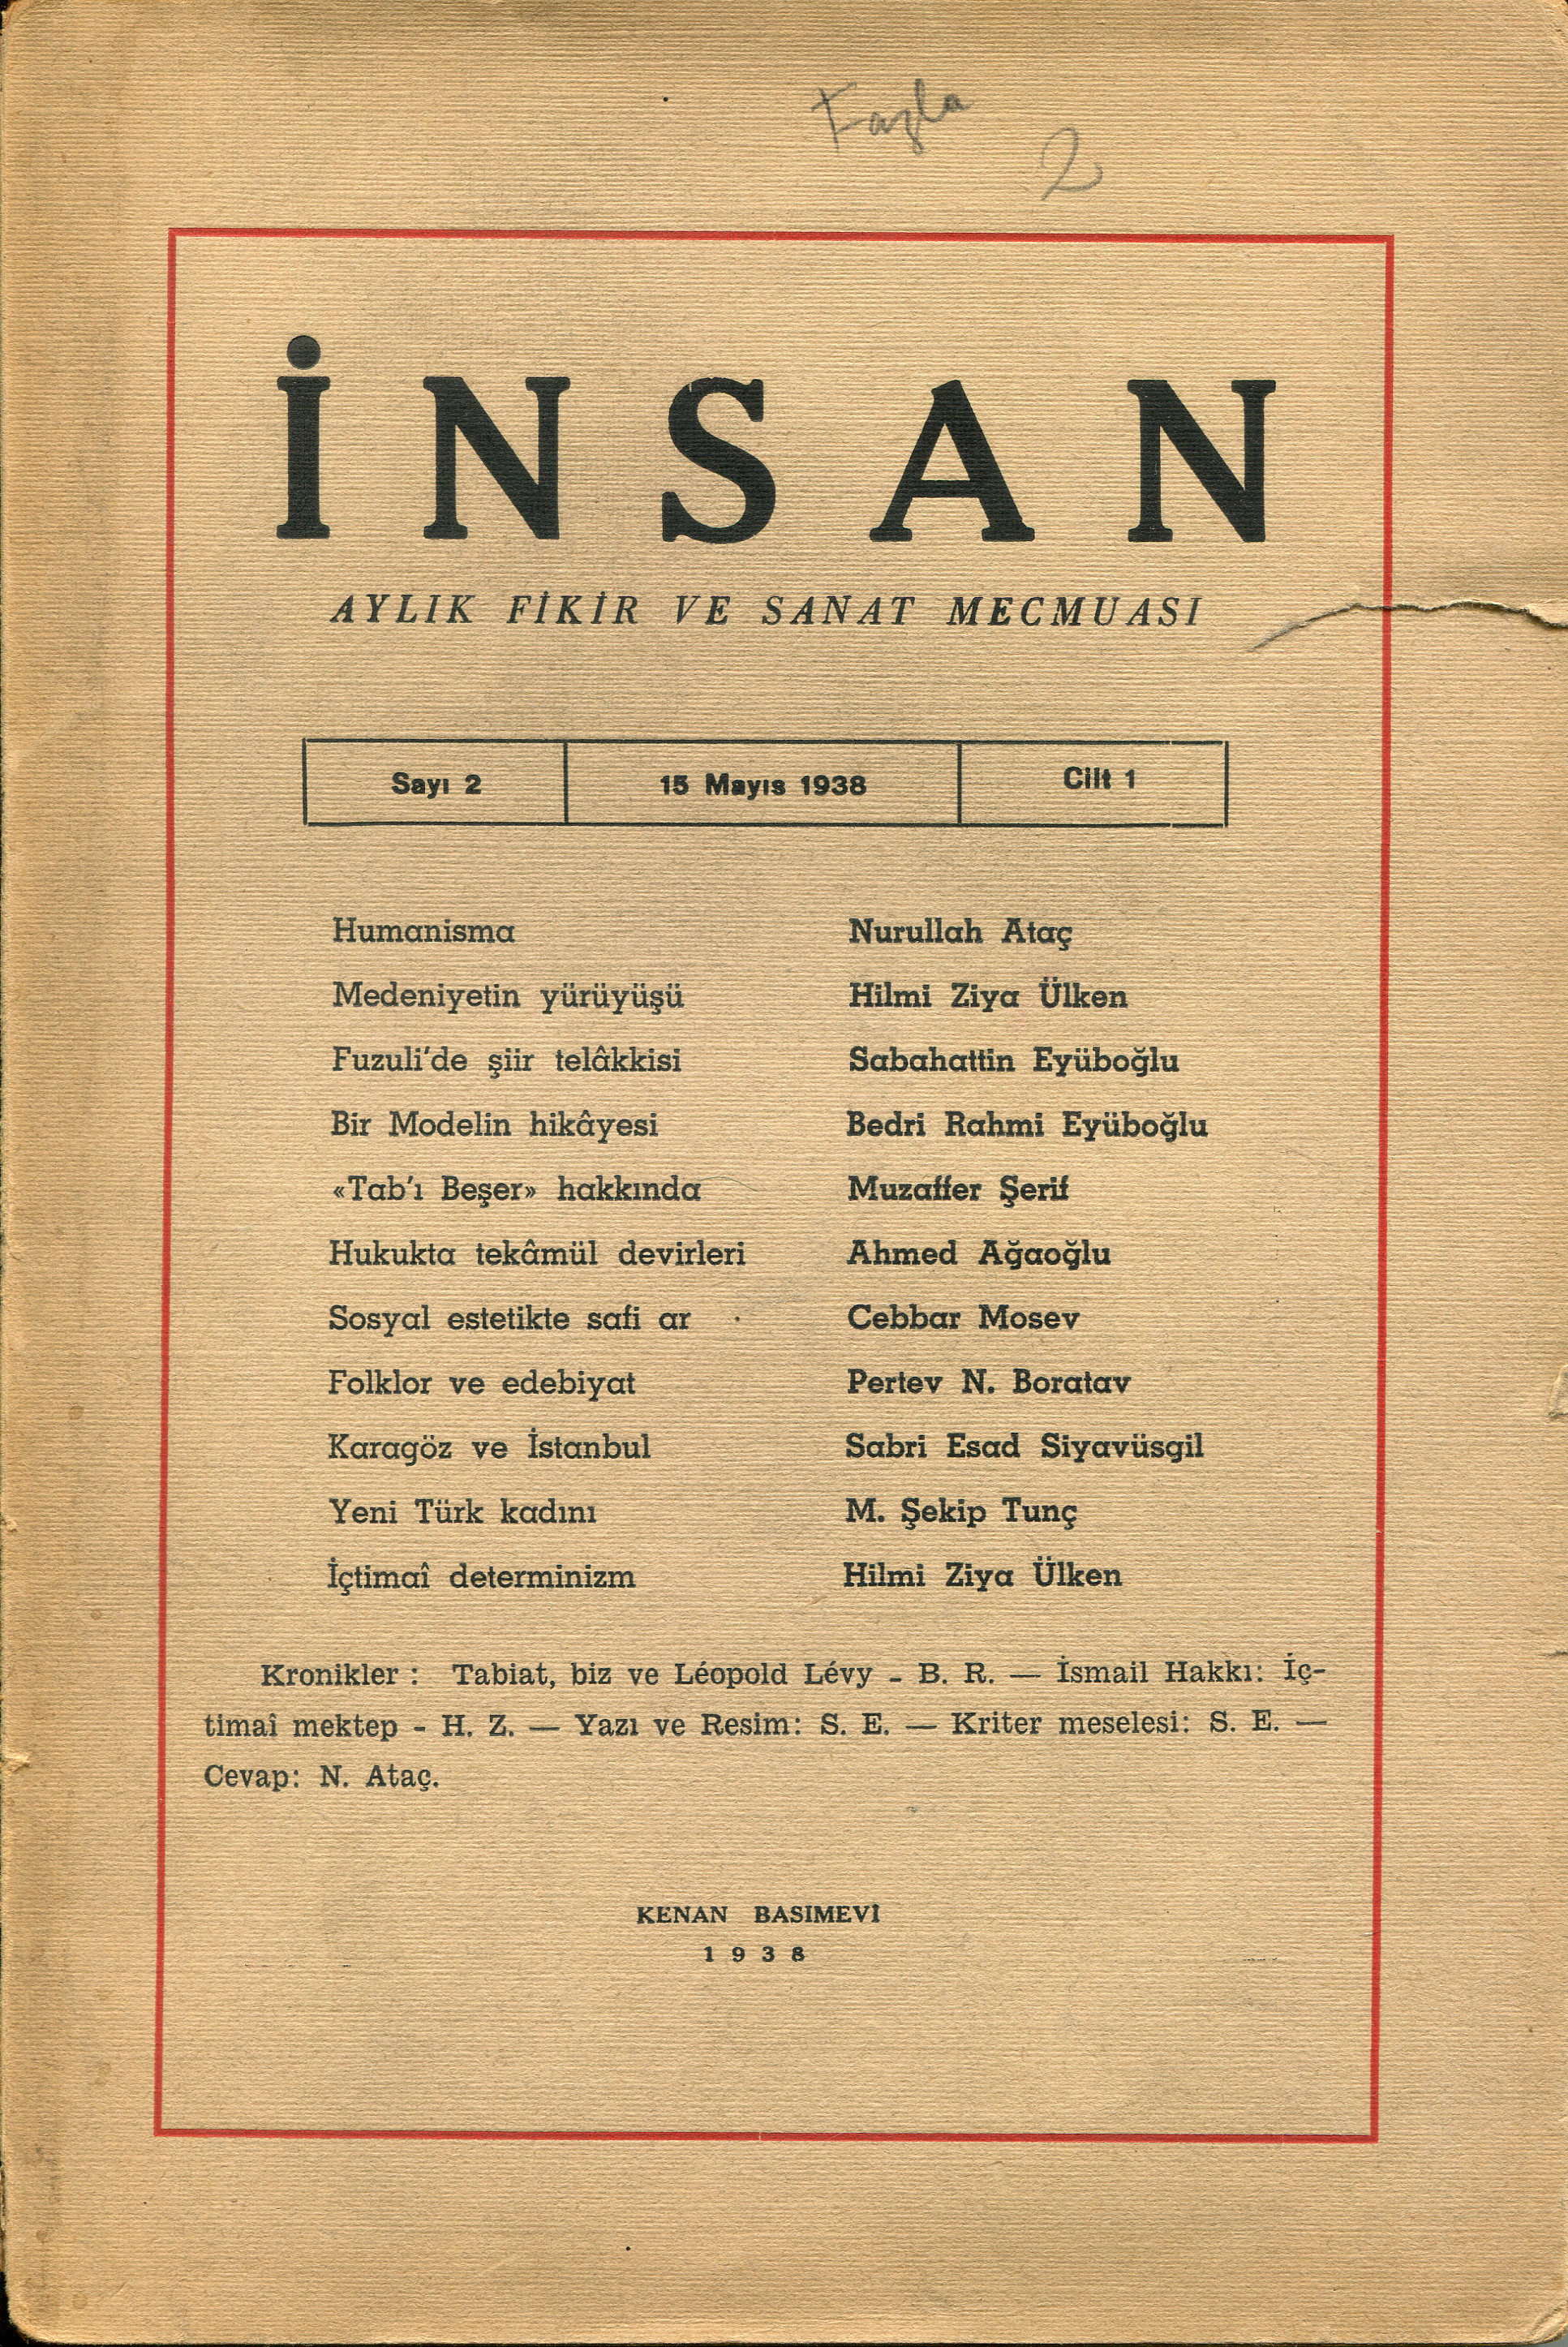 Fazla
2
İNSAN
AYLIK FİKİR VE SANAT MECMUASI
Sayı 2 15 Mayıs 1938 Cilt 1
Humanisma Nurullah Ataç
Medeniyetin yürüyüşü Hilmi Ziya Ülken
Fuzuli'de şiir telâkkisi Sabahattin Eyüboğlu
Bir Modelin hikâyesi Bedri Rahmi Eyüboğlu
«Tab'ı Beşer» hakkında Muzaffer Şerif
Hukukta tekâmül devirleri Ahmed Ağaoğlu
Sosyal estetikte safi ar Cebbar Mosev
Folklor ve edebiyat Pertev N. Boratav
Karagöz ve İstanbul Sabri Esad Siyavüsgil
Yeni Türk kadını M. Şekip Tunç
İçtimaî determinizm Hilmi Ziya Ülken
Kronikler : Tabiat, biz ve Léopold Lévy - B. R. — İsmail Hakkı: İç-
timaî mektep - H. Z. — Yazı ve Resim: S. E. — Kriter meselesi: S. E. —
Cevap: N. Ataç.
KENAN BASIMEVİ
1938